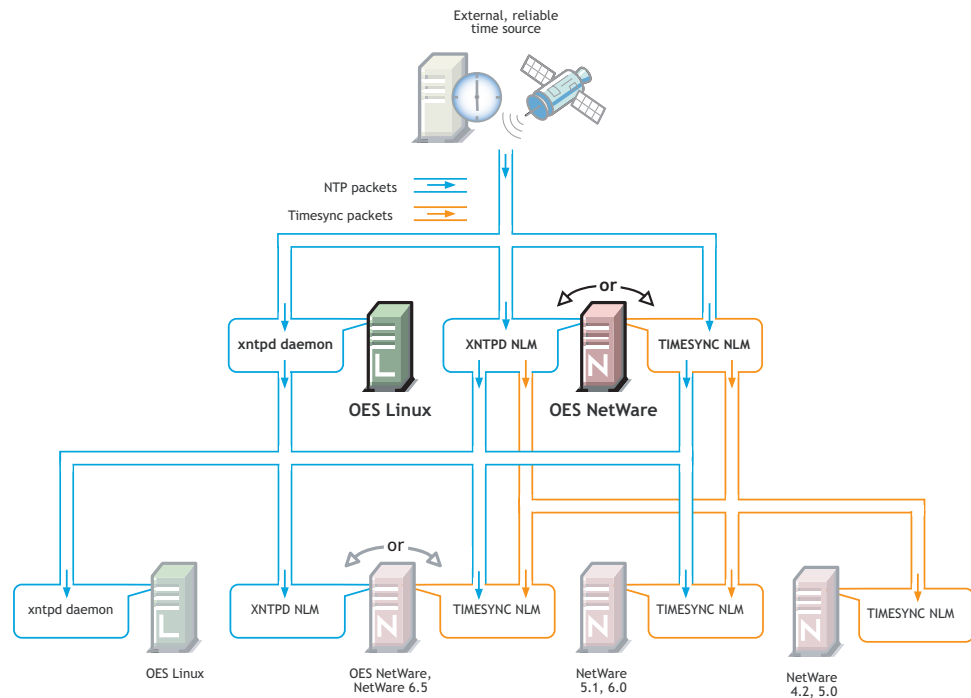 External, reliable
time source
NTP packets
Timesync packets
or
xntpd daemon
L
XNTPD NLM
N
TIMESYNC NLM
OES Linux
OES NetWare
or
xntpd daemon
L
XNTPD NLM
N
TIMESYNC NLM
N
TIMESYNC NLM
N
TIMESYNC NLM
OES Linux
OES NetWare,
NetWare 6.5
NetWare
5.1, 6.0
NetWare
4.2, 5.0